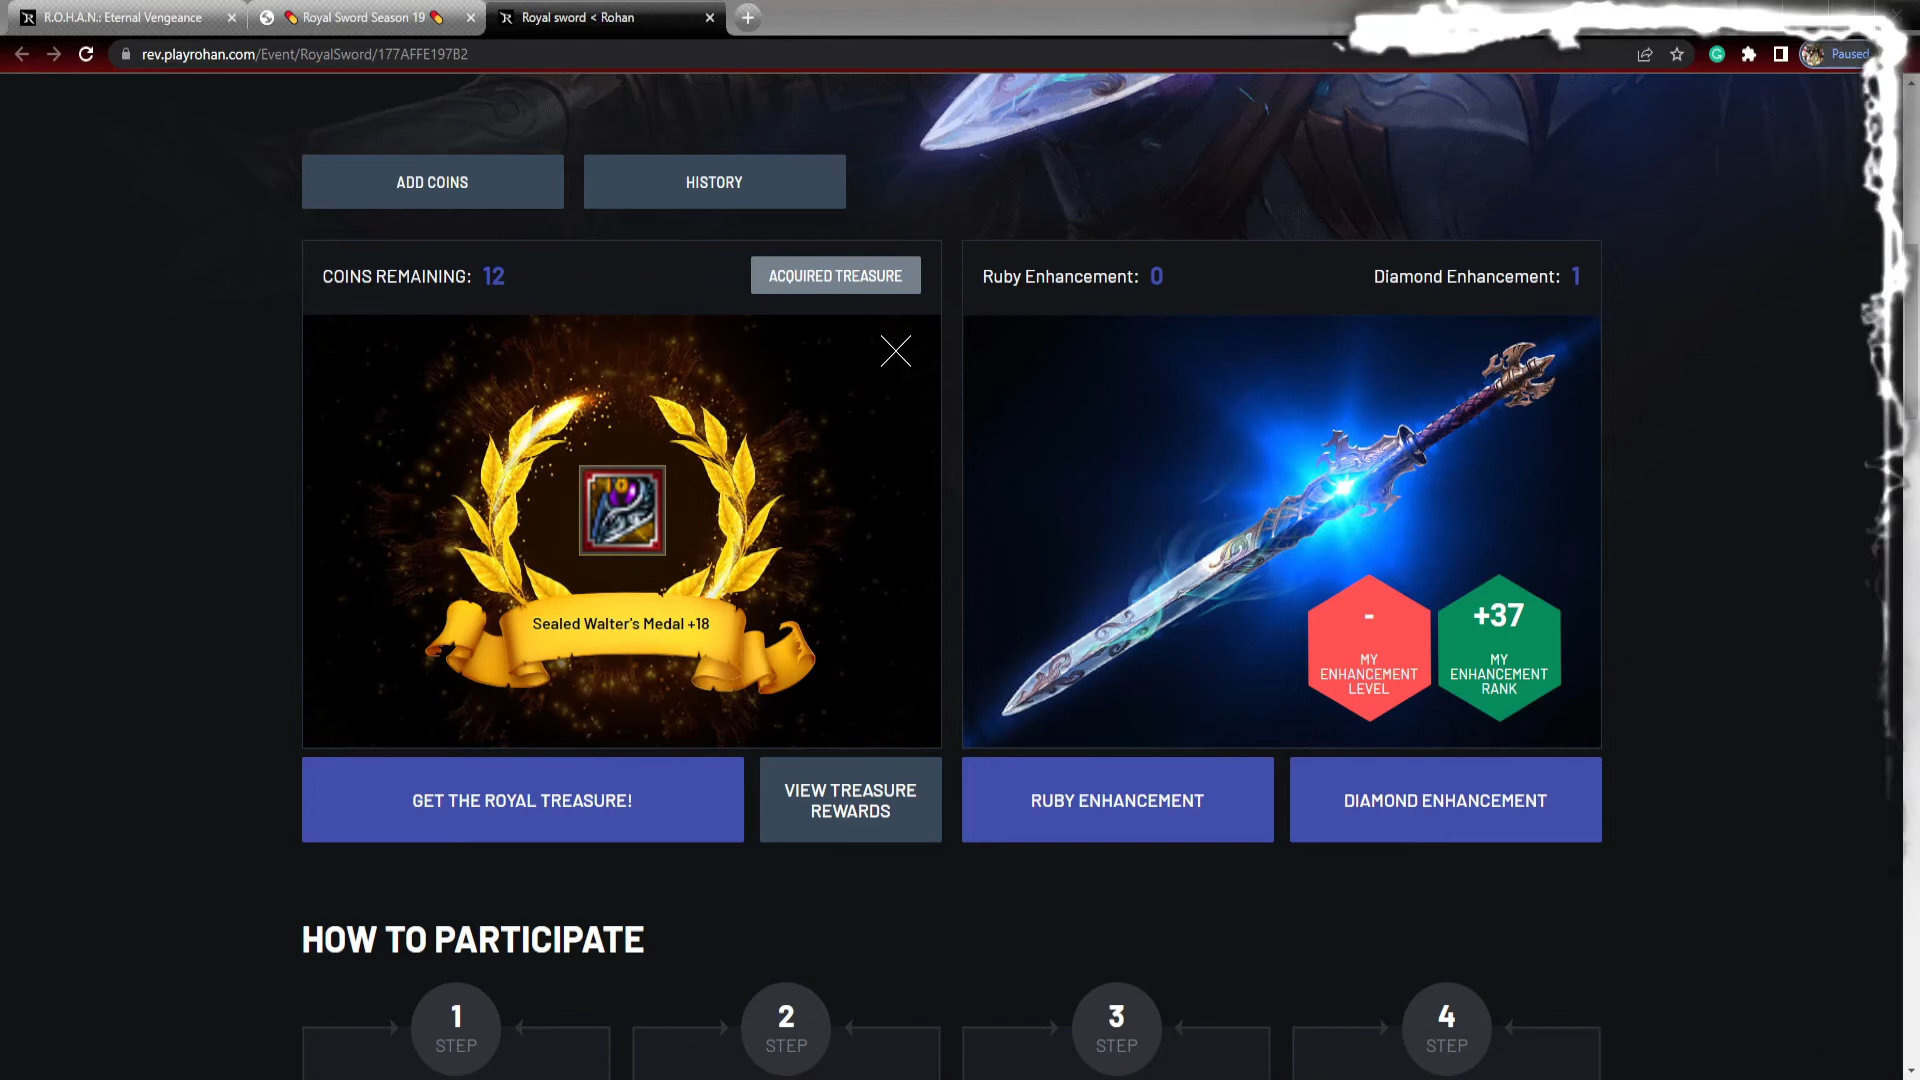 R.O.H.A.N.: Eternal Vengeance
Royal Sword Season 19
Royal sword < Rohan
rev.playrohan.com/Event/RoyalSword/177AFFE197B2
Paused
ADD COINS
HISTORY
COINS REMAINING: 12
ACQUIRED TREASURE
Ruby Enhancement: 0
Diamond Enhancement: 1
Sealed Walter's Medal +18
-
MY
ENHANCEMENT
LEVEL
+37
MY
ENHANCEMENT
RANK
GET THE ROYAL TREASURE!
VIEW TREASURE
REWARDS
RUBY ENHANCEMENT
DIAMOND ENHANCEMENT
HOW TO PARTICIPATE
1
STEP
2
STEP
3
STEP
4
STEP